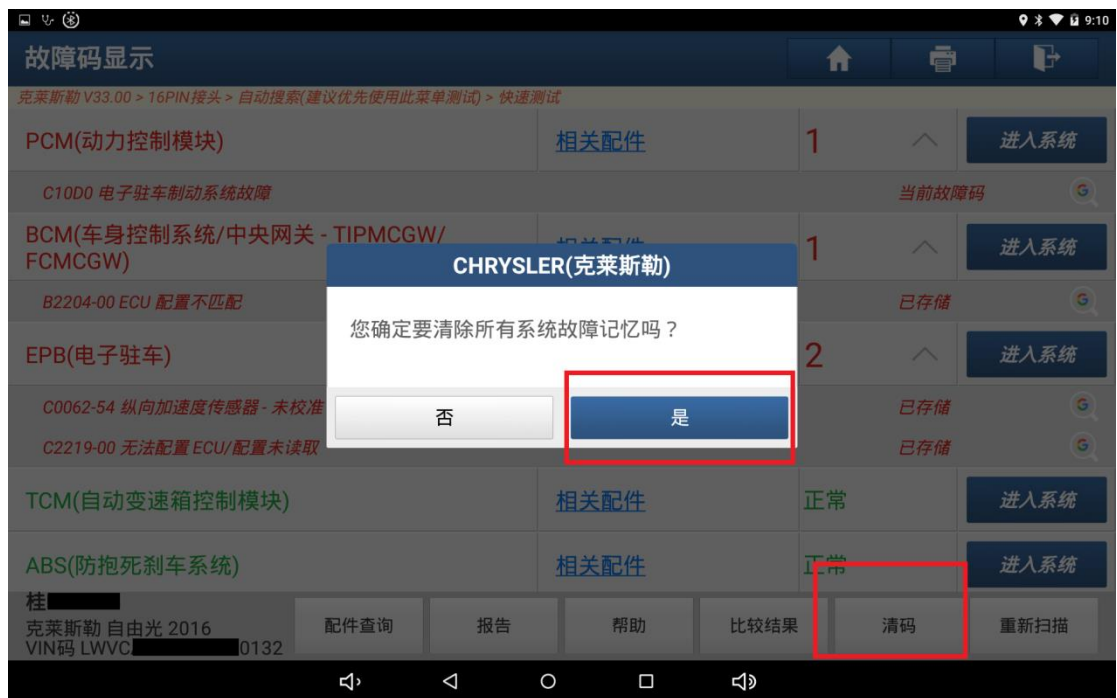 9:10
故障码显示
克莱斯勒 V33.00 > 16PIN接头 > 自动搜索(建议优先使用此菜单测试) > 快速测试
PCM(动力控制模块) 相关配件 1 进入系统
C10D0 电子驻车制动系统故障 当前故障码 G
BCM(车身控制系统/中央网关 - TIPMCGW/
FCMCGW) 相关配件 1 进入系统
B2204-00 ECU 配置不匹配 已存储 G
CHRYSLER(克莱斯勒)
您确定要清除所有系统故障记忆吗？
否 是
EPB(电子驻车) 2 进入系统
C0062-54 纵向加速度传感器 - 未校准 已存储 G
C2219-00 无法配置 ECU/配置未读取 已存储 G
TCM(自动变速箱控制模块) 相关配件 正常 进入系统
ABS(防抱死刹车系统) 相关配件 正常 进入系统
桂
克莱斯勒 自由光 2016
VIN码 LWVC 0132
配件查询 报告 帮助 比较结果 清码 重新扫描